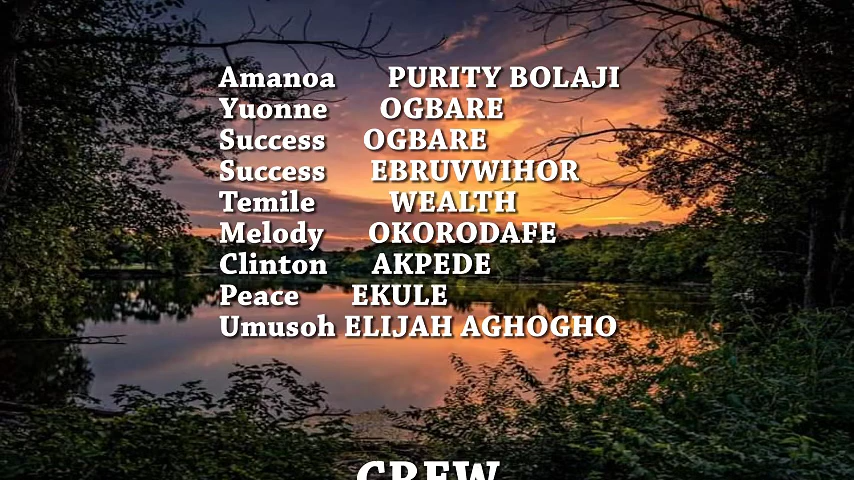 Amanoa PURITY BOLAJI
Yuonne OGBARE
Success OGBARE
Success EBRUVWIHOR
Temile WEALTH
Melody OKORODAFE
Clinton AKPEDE
Peace EKULE
Umusoh ELIJAH AGHOGHO
CREW